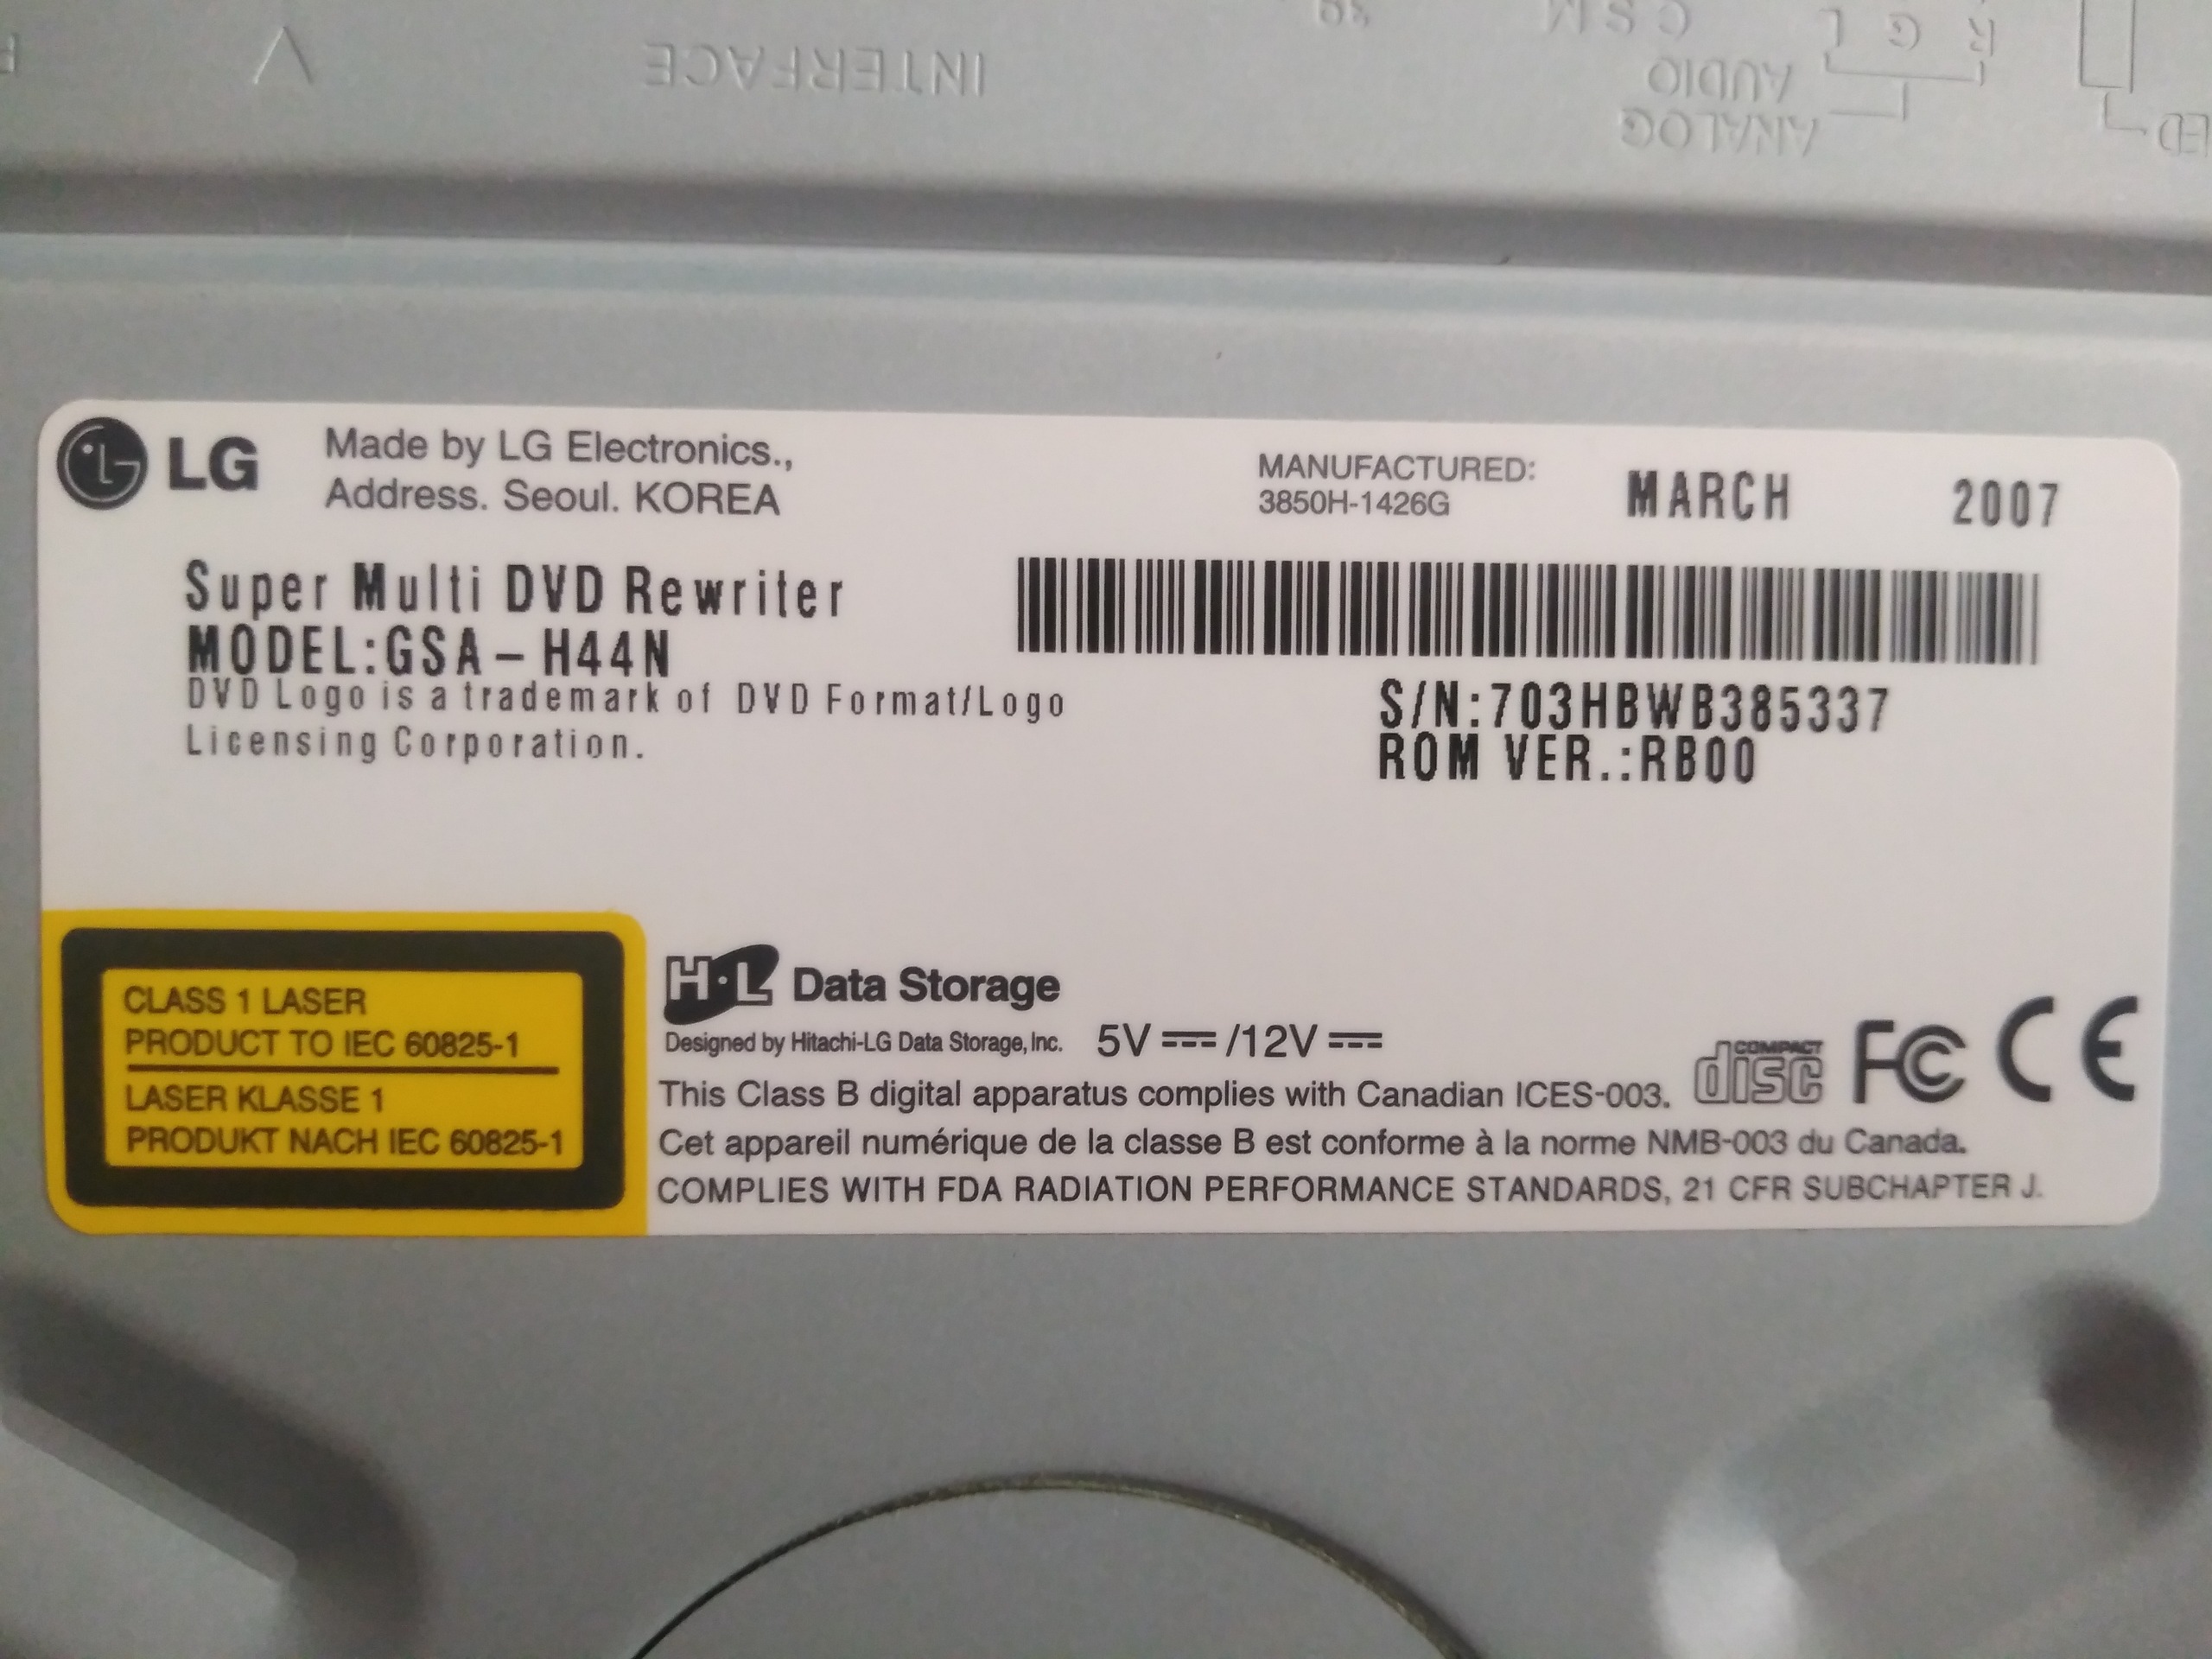 INTERFACE
39
C S M
R G L
AUDIO
ANALOG
LG
Made by LG Electronics.,
Address. Seoul. KOREA
MANUFACTURED:
3850H-1426G
MARCH 2007
Super Multi DVD Rewriter
MODEL:GSA-H44N
DVD Logo is a trademark of DVD Format/Logo
Licensing Corporation.
S/N:703HBWB385337
ROM VER.:RB00
CLASS 1 LASER
PRODUCT TO IEC 60825-1
LASER KLASSE 1
PRODUKT NACH IEC 60825-1
H·L Data Storage
Designed by Hitachi-LG Data Storage, Inc.
5V ⎓ /12V ⎓
COMPACT
disc
FC CE
This Class B digital apparatus complies with Canadian ICES-003.
Cet appareil numérique de la classe B est conforme à la norme NMB-003 du Canada.
COMPLIES WITH FDA RADIATION PERFORMANCE STANDARDS, 21 CFR SUBCHAPTER J.